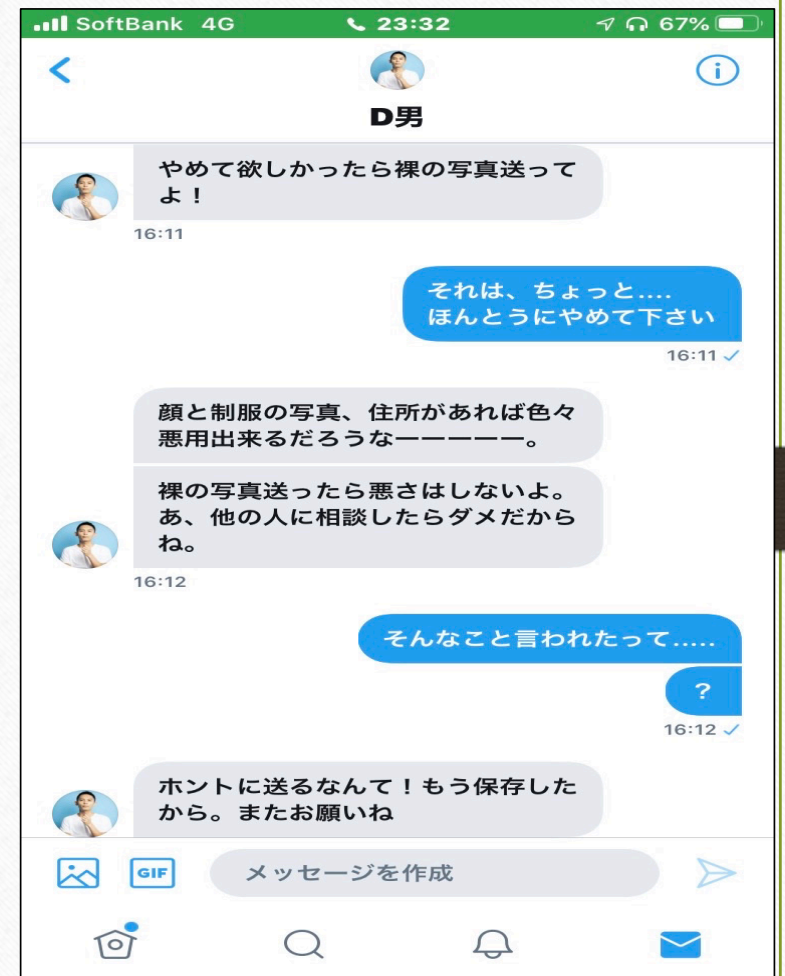 SoftBank 4G 23:32 67%
D男
やめて欲しかったら裸の写真送って
よ！
16:11
それは、ちょっと....
ほんとうにやめて下さい
16:11
顔と制服の写真、住所があれば色々
悪用出来るだろうなーーーーー。
裸の写真送ったら悪さはしないよ。
あ、他の人に相談したらダメだから
ね。
16:12
そんなこと言われたって.....
?
16:12
ホントに送るなんて！もう保存した
から。またお願いね
GIF メッセージを作成